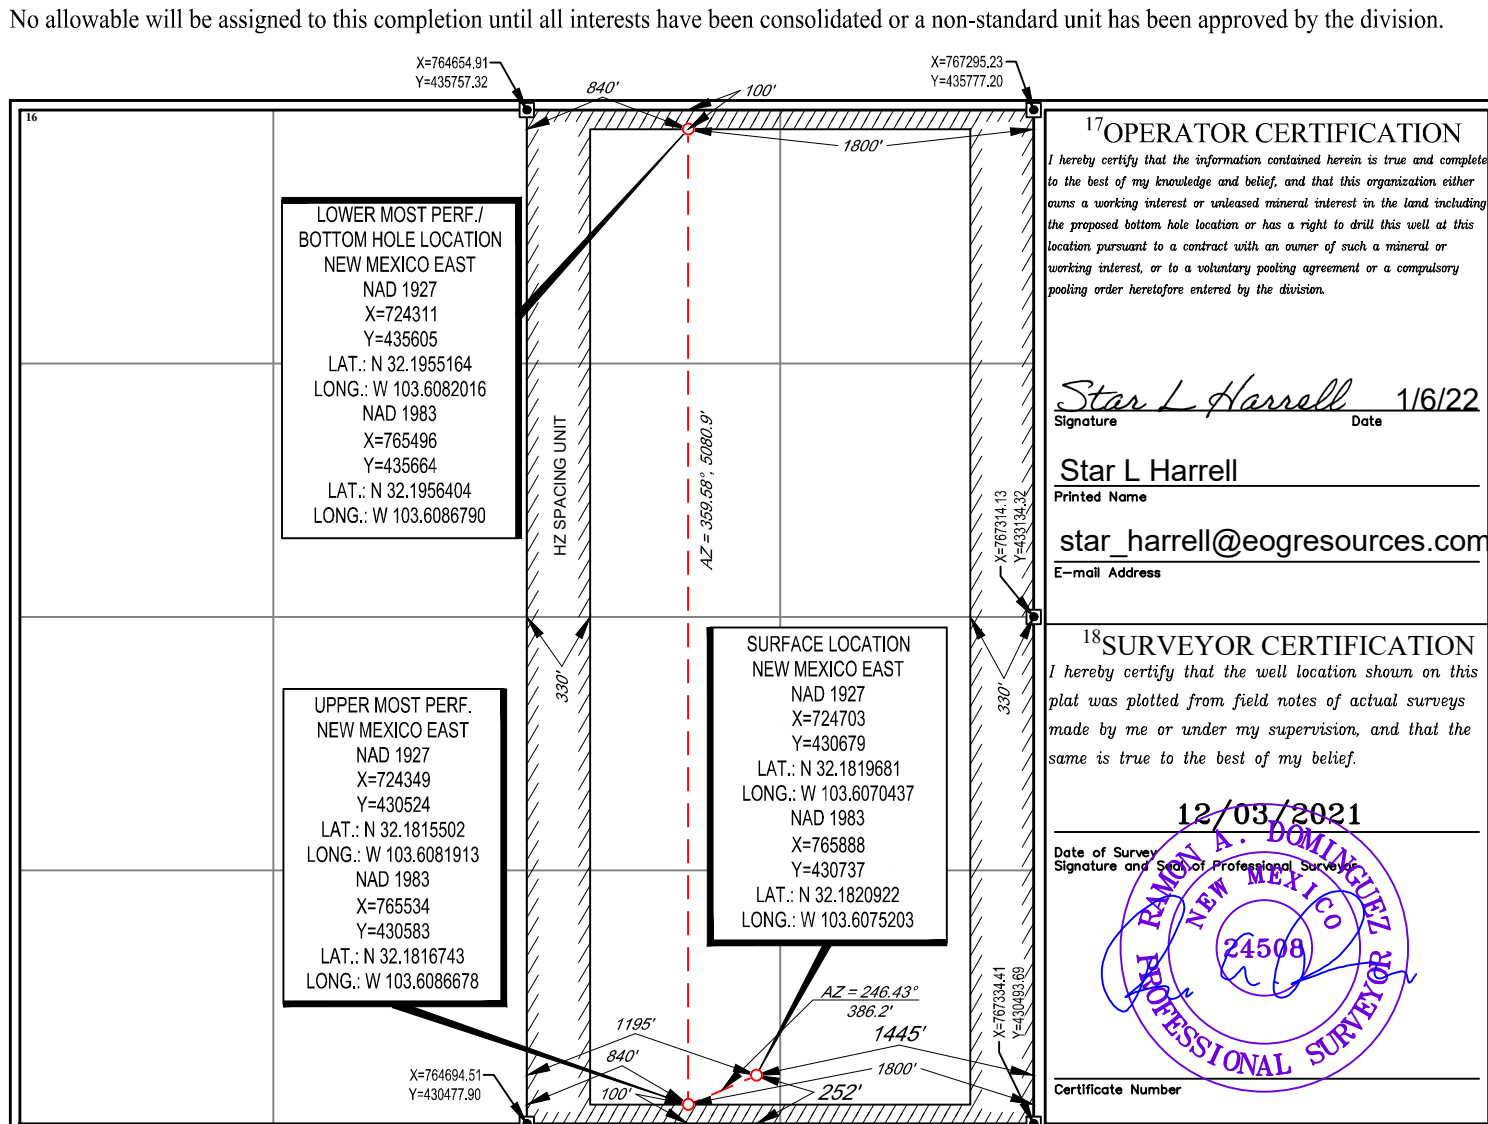 No allowable will be assigned to this completion until all interests have been consolidated or a non-standard unit has been approved by the division.
X=764654.91
Y=435757.32
X=767295.23
Y=435777.20
840'
100'
1800'
16
LOWER MOST PERF./
BOTTOM HOLE LOCATION
NEW MEXICO EAST
NAD 1927
X=724311
Y=435605
LAT.: N 32.1955164
LONG.: W 103.6082016
NAD 1983
X=765496
Y=435664
LAT.: N 32.1956404
LONG.: W 103.6086790
HZ SPACING UNIT
AZ = 359.58°, 5080.9'
X=767314.13
Y=433134.32
330'
330'
UPPER MOST PERF.
NEW MEXICO EAST
NAD 1927
X=724349
Y=430524
LAT.: N 32.1815502
LONG.: W 103.6081913
NAD 1983
X=765534
Y=430583
LAT.: N 32.1816743
LONG.: W 103.6086678
SURFACE LOCATION
NEW MEXICO EAST
NAD 1927
X=724703
Y=430679
LAT.: N 32.1819681
LONG.: W 103.6070437
NAD 1983
X=765888
Y=430737
LAT.: N 32.1820922
LONG.: W 103.6075203
AZ = 246.43°
386.2'
X=767334.41
Y=430493.69
1195'
1445'
840'
1800'
100'
252'
X=764694.51
Y=430477.90
17OPERATOR CERTIFICATION
I hereby certify that the information contained herein is true and complete
to the best of my knowledge and belief, and that this organization either
owns a working interest or unleased mineral interest in the land including
the proposed bottom hole location or has a right to drill this well at this
location pursuant to a contract with an owner of such a mineral or
working interest, or to a voluntary pooling agreement or a compulsory
pooling order heretofore entered by the division.
Star L Harrell 1/6/22
Signature Date
Star L Harrell
Printed Name
star_harrell@eogresources.com
E-mail Address
18SURVEYOR CERTIFICATION
I hereby certify that the well location shown on this
plat was plotted from field notes of actual surveys
made by me or under my supervision, and that the
same is true to the best of my belief.
12/03/2021
Date of Survey
Signature and Seal of Professional Surveyor
RAMON A. DOMINGUEZ
NEW MEXICO
24508
PROFESSIONAL SURVEYOR
Certificate Number